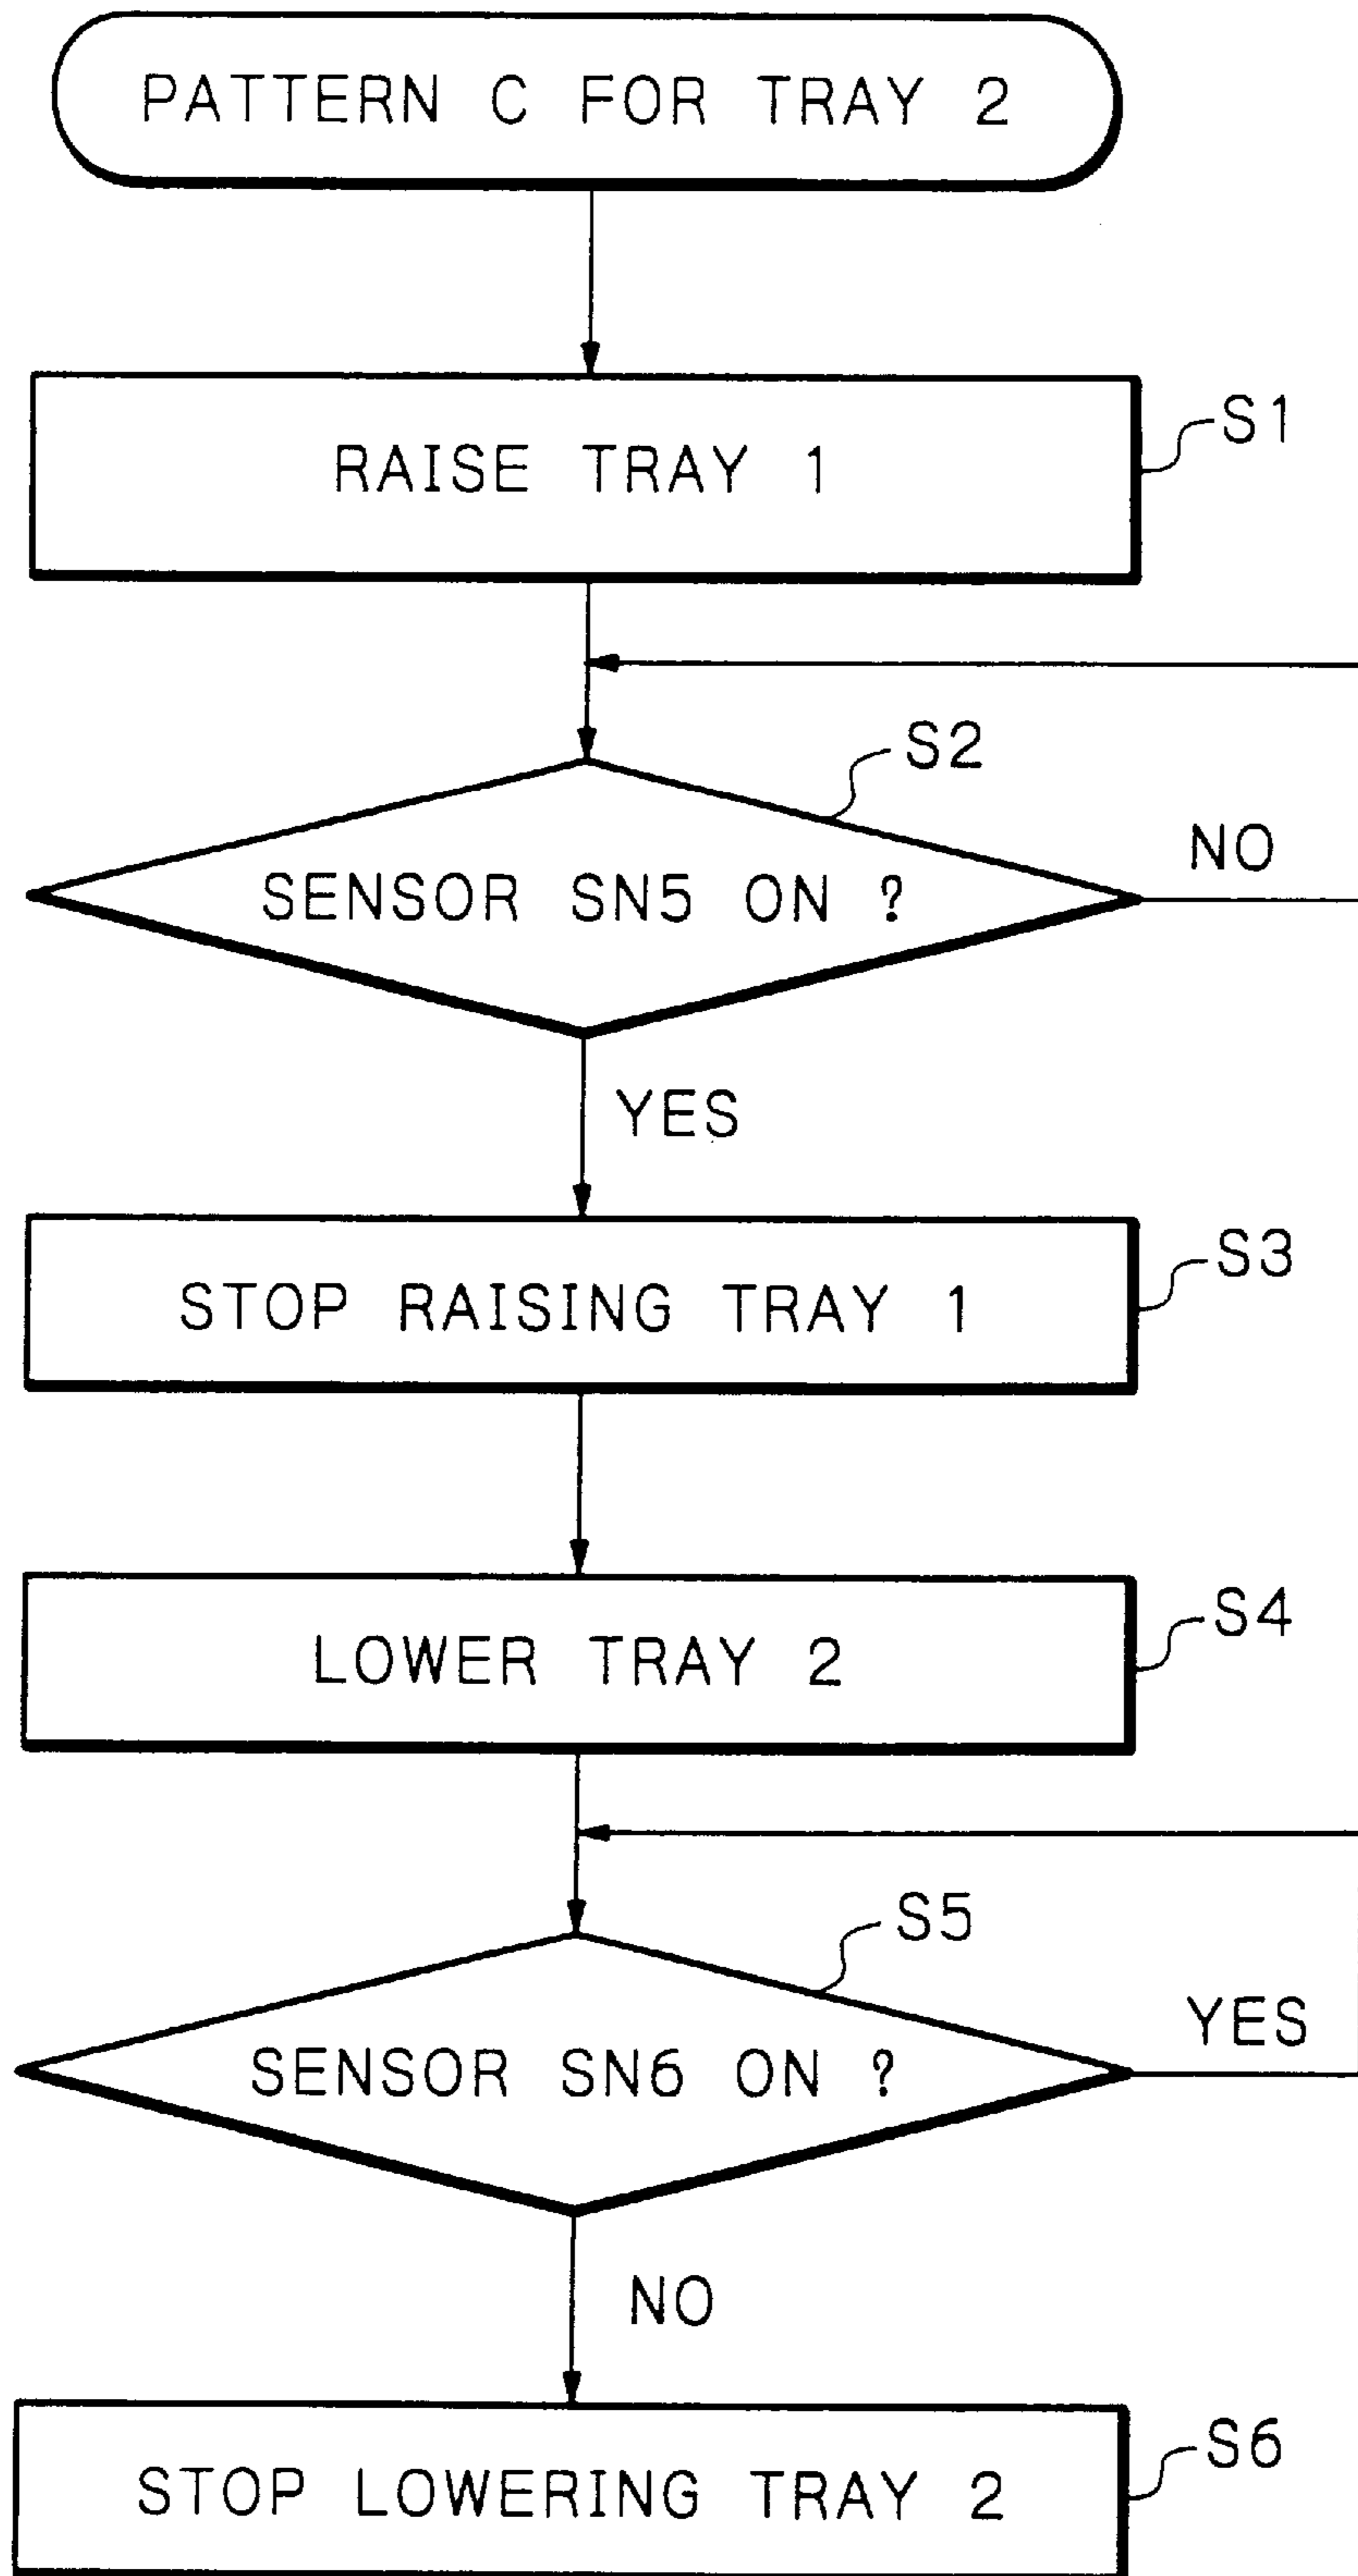 PATTERN C FOR TRAY 2
RAISE TRAY 1
S1
S2
SENSOR SN5 ON ?
NO
YES
STOP RAISING TRAY 1
S3
LOWER TRAY 2
S4
S5
SENSOR SN6 ON ?
YES
NO
STOP LOWERING TRAY 2
S6